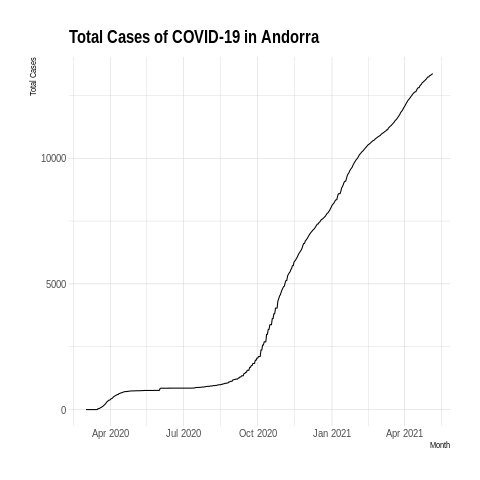 Total Cases of COVID-19 in Andorra
Total Cases
10000
5000
0
Apr 2020 Jul 2020 Oct 2020 Jan 2021 Apr 2021
Month